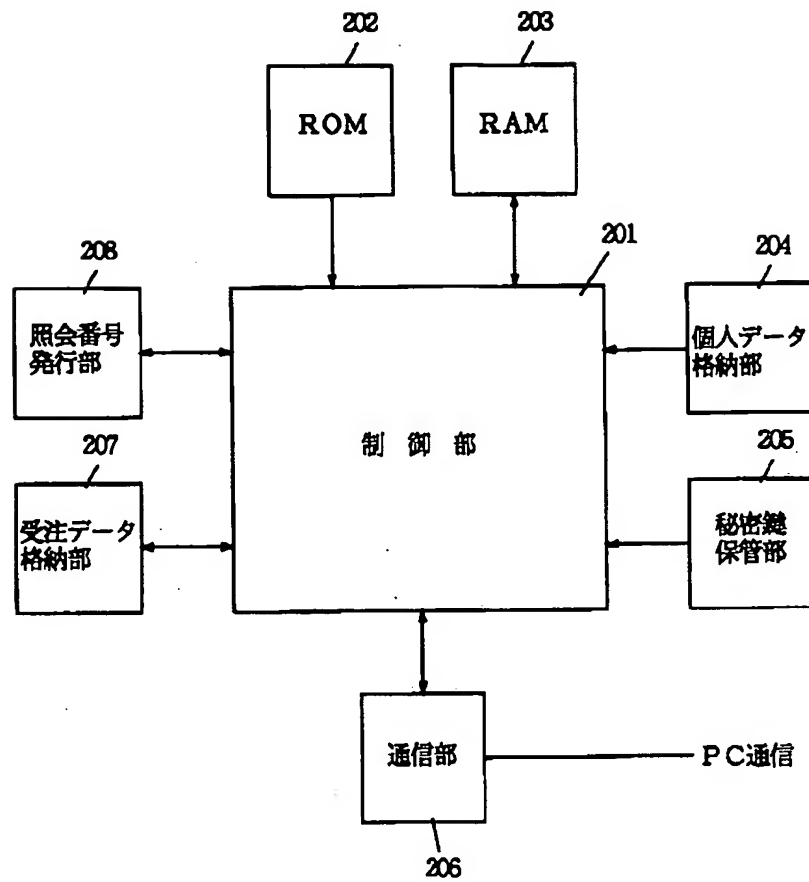 202
203
ROM
RAM
208
201
204
照会番号
発行部
個人データ
格納部
制 御 部
207
205
受注データ
格納部
秘密鍵
保管部
通信部
PC通信
206